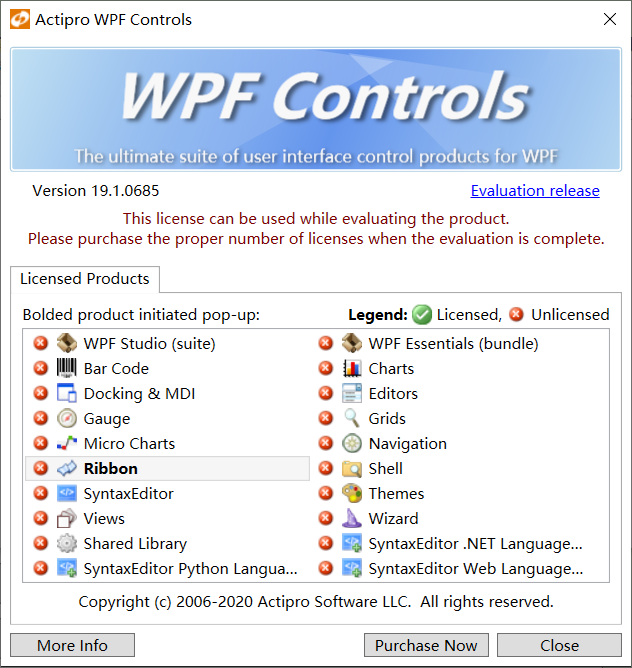 Actipro WPF Controls
WPF Controls
The ultimate suite of user interface control products for WPF
Version 19.1.0685
Evaluation release
This license can be used while evaluating the product.
Please purchase the proper number of licenses when the evaluation is complete.
Licensed Products
Bolded product initiated pop-up:
Legend: Licensed, Unlicensed
WPF Studio (suite)
WPF Essentials (bundle)
Bar Code
Charts
Docking & MDI
Editors
Gauge
Grids
Micro Charts
Navigation
Ribbon
Shell
SyntaxEditor
Themes
Views
Wizard
Shared Library
SyntaxEditor .NET Language...
SyntaxEditor Python Langua...
SyntaxEditor Web Language...
Copyright (c) 2006-2020 Actipro Software LLC.  All rights reserved.
More Info
Purchase Now
Close